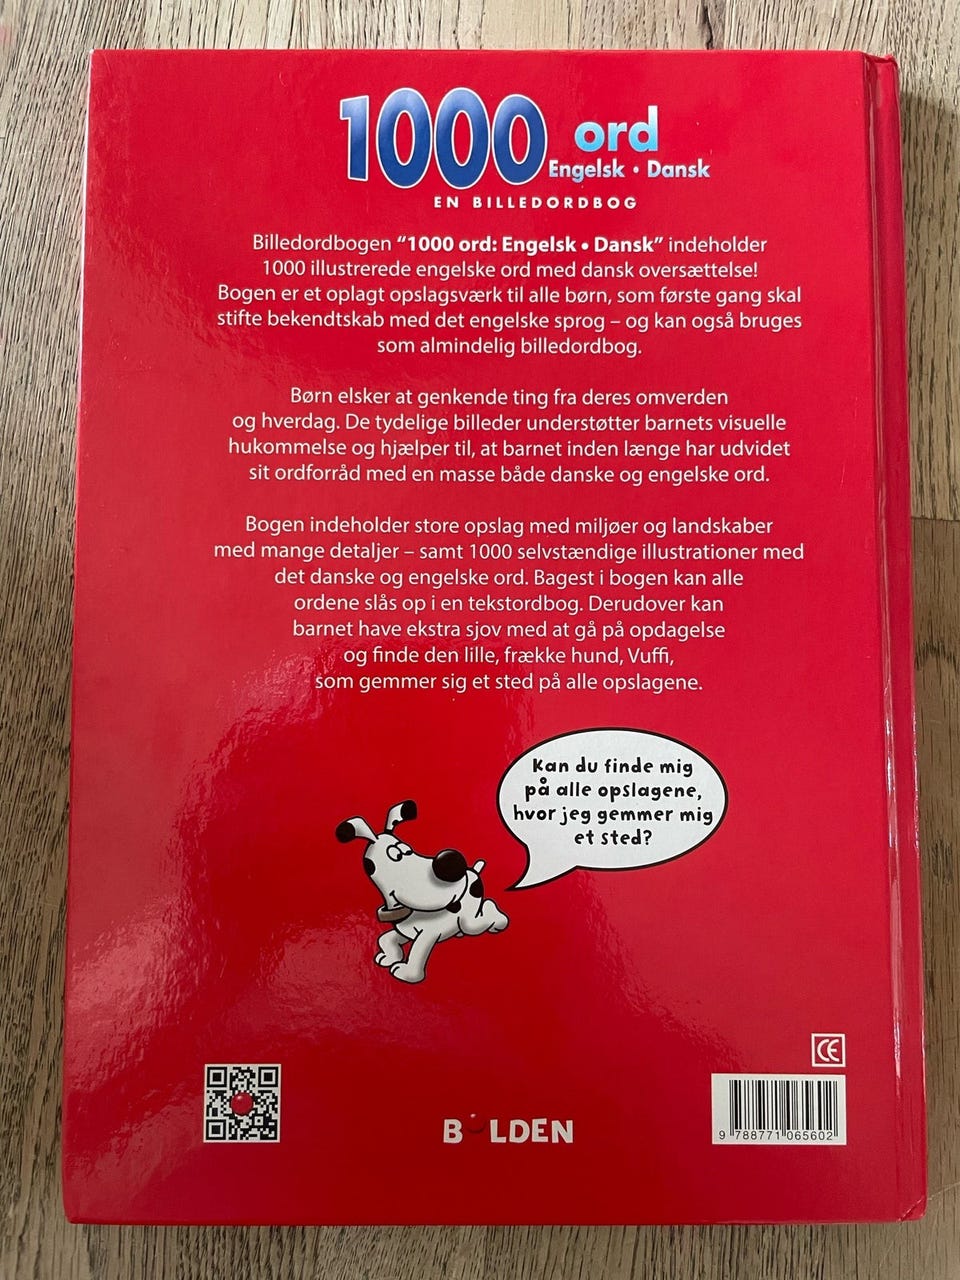 1000 ord
Engelsk • Dansk
EN BILLEDORDBOG
Billedordbogen “1000 ord: Engelsk • Dansk” indeholder
1000 illustrerede engelske ord med dansk oversættelse!
Bogen er et oplagt opslagsværk til alle børn, som første gang skal
stifte bekendtskab med det engelske sprog – og kan også bruges
som almindelig billedordbog.
Børn elsker at genkende ting fra deres omverden
og hverdag. De tydelige billeder understøtter barnets visuelle
hukommelse og hjælper til, at barnet inden længe har udvidet
sit ordforråd med en masse både danske og engelske ord.
Bogen indeholder store opslag med miljøer og landskaber
med mange detaljer – samt 1000 selvstændige illustrationer med
det danske og engelske ord. Bagest i bogen kan alle
ordene slås op i en tekstordbog. Derudover kan
barnet have ekstra sjov med at gå på opdagelse
og finde den lille, frække hund, Vuffi,
som gemmer sig et sted på alle opslagene.
Kan du finde mig
på alle opslagene,
hvor jeg gemmer mig
et sted?
CE
BOLDEN
9 788771 065602